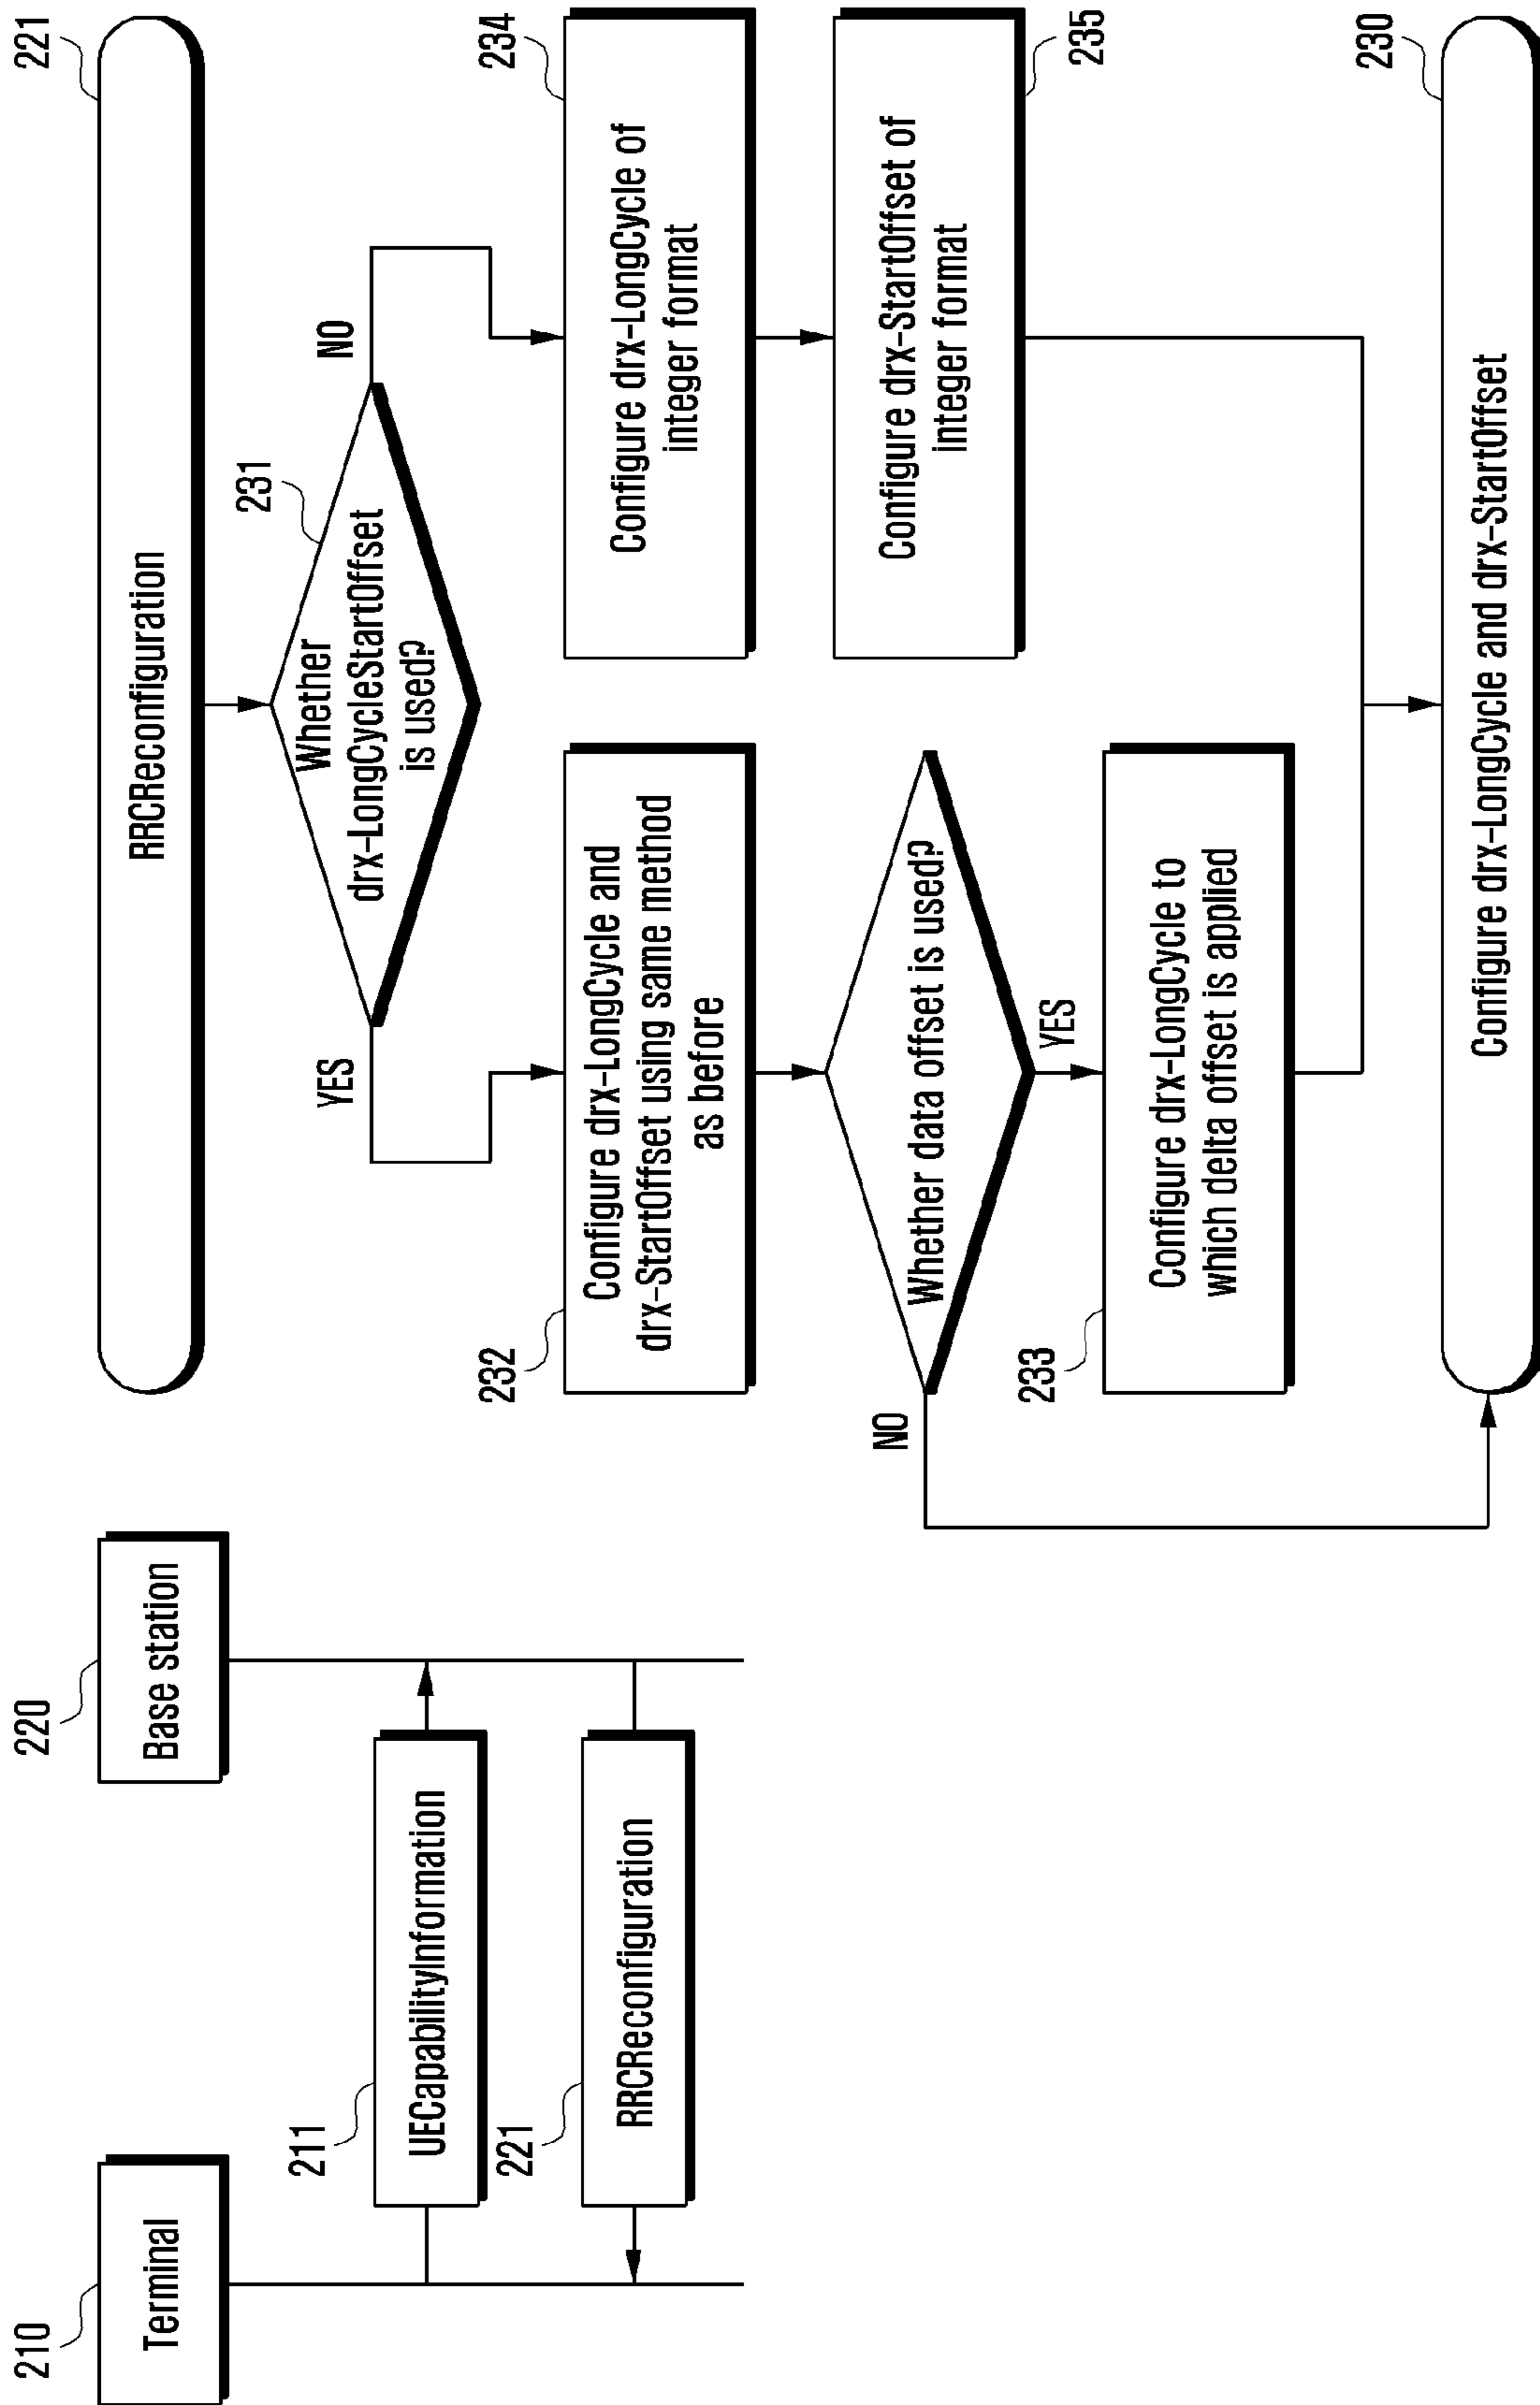 210
Terminal
220
Base station
211
UECapabilityInformation
221
RRCReconfiguration
221
RRCReconfiguration
231
Whether
drx-LongCycleStartOffset
is used?
YES
NO
232
Configure drx-LongCycle and
drx-StartOffset using same method
as before
234
Configure drx-LongCycle of
integer format
Whether data offset is used?
235
Configure drx-StartOffset of
integer format
NO
YES
233
Configure drx-LongCycle to
which delta offset is applied
230
Configure drx-LongCycle and drx-StartOffset